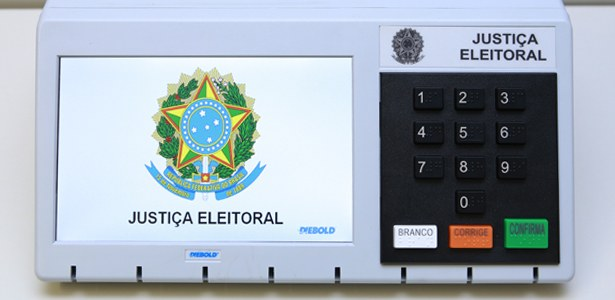 JUSTIÇA ELEITORAL
DIEBOLD
DIEBOLD
JUSTIÇA
ELEITORAL
1 2 3
4 5 6
7 8 9
0
BRANCO CORRIGE CONFIRMA